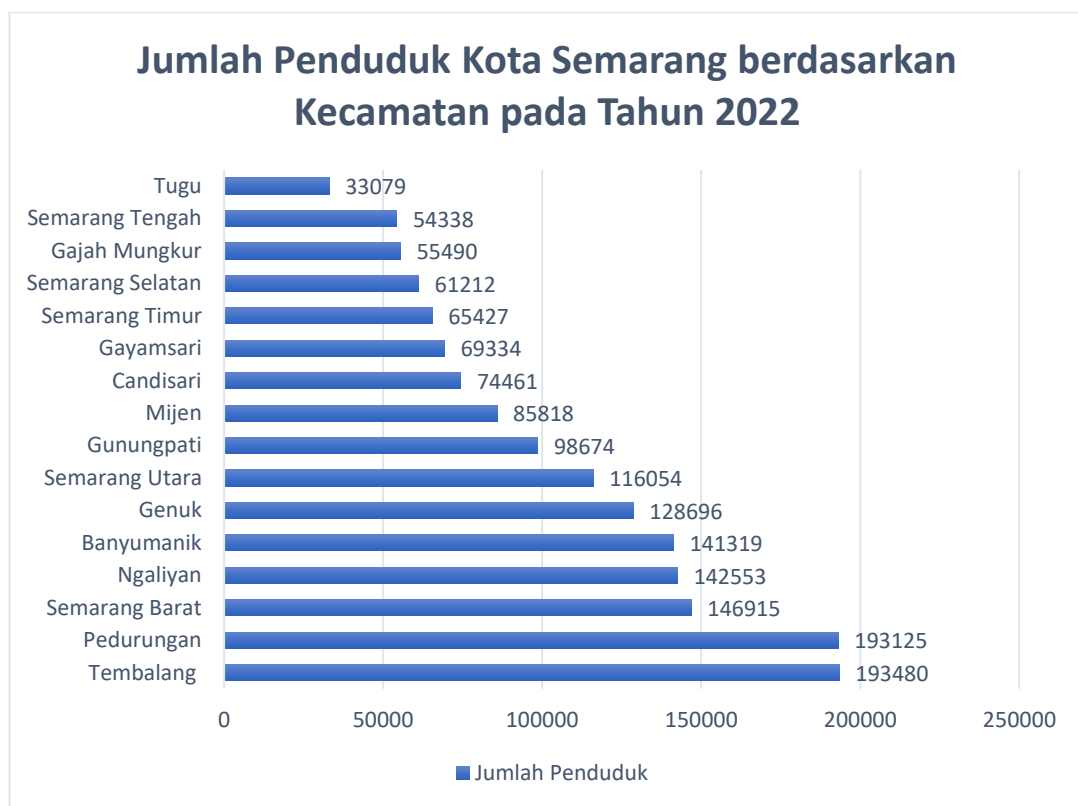 Jumlah Penduduk Kota Semarang berdasarkan
Kecamatan pada Tahun 2022
Tugu 33079
Semarang Tengah 54338
Gajah Mungkur 55490
Semarang Selatan 61212
Semarang Timur 65427
Gayamsari 69334
Candisari 74461
Mijen 85818
Gunungpati 98674
Semarang Utara 116054
Genuk 128696
Banyumanik 141319
Ngaliyan 142553
Semarang Barat 146915
Pedurungan 193125
Tembalang 193480
0 50000 100000 150000 200000 250000
Jumlah Penduduk